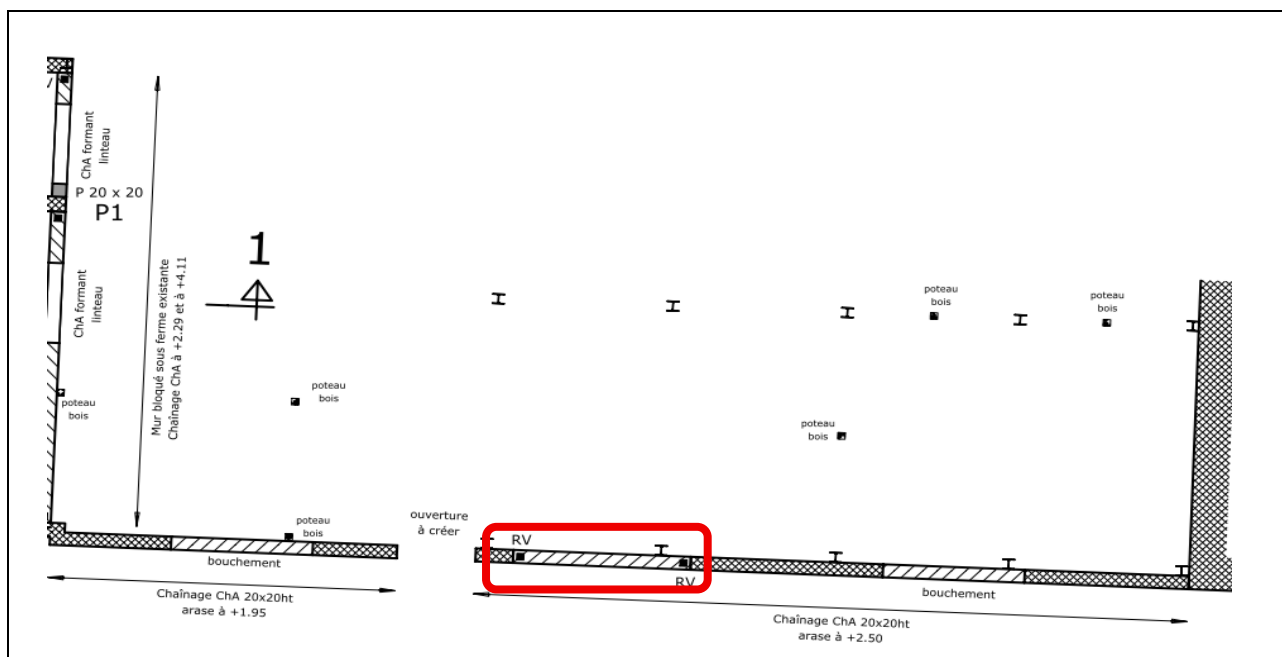 ChA formant
linteau
P 20 x 20
P1
ChA formant
linteau
Mur bloqué sous ferme existante
Chaînage ChA à +2.29 et à +4.11
1
poteau
bois
poteau
bois
poteau
bois
poteau
bois
poteau
bois
poteau
bois
ouverture
à créer
RV
RV
bouchement
bouchement
Chaînage ChA 20x20ht
arase à +1.95
Chaînage ChA 20x20ht
arase à +2.50